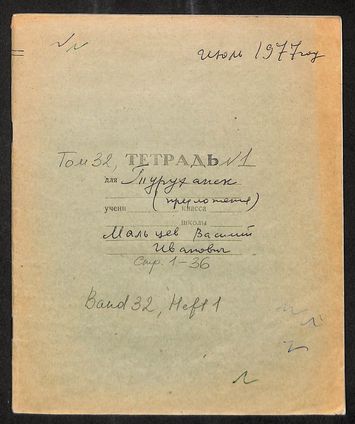 июль 1977 год
Том 32, ТЕТРАДЬ №1
для Туруханск
учени (приложения) класса
школы
Мальцев Василий
Иванович
Стр. 1-36
Band 32, Heft 1